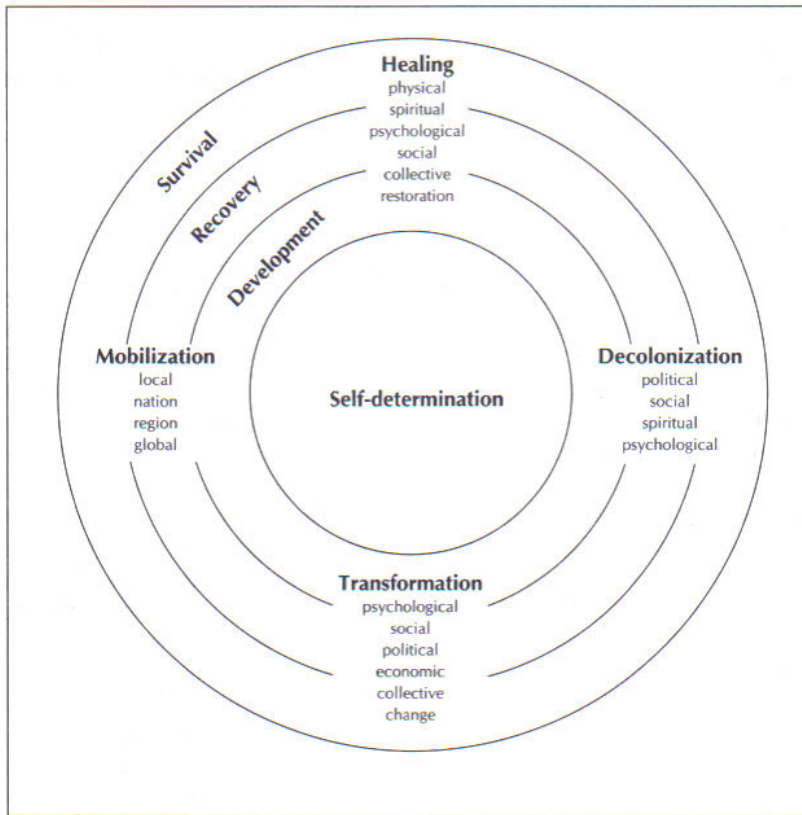 Healing
physical
spiritual
psychological
social
collective
restoration
Survival
Recovery
Development
Mobilization
local
nation
region
global
Self-determination
Decolonization
political
social
spiritual
psychological
Transformation
psychological
social
political
economic
collective
change